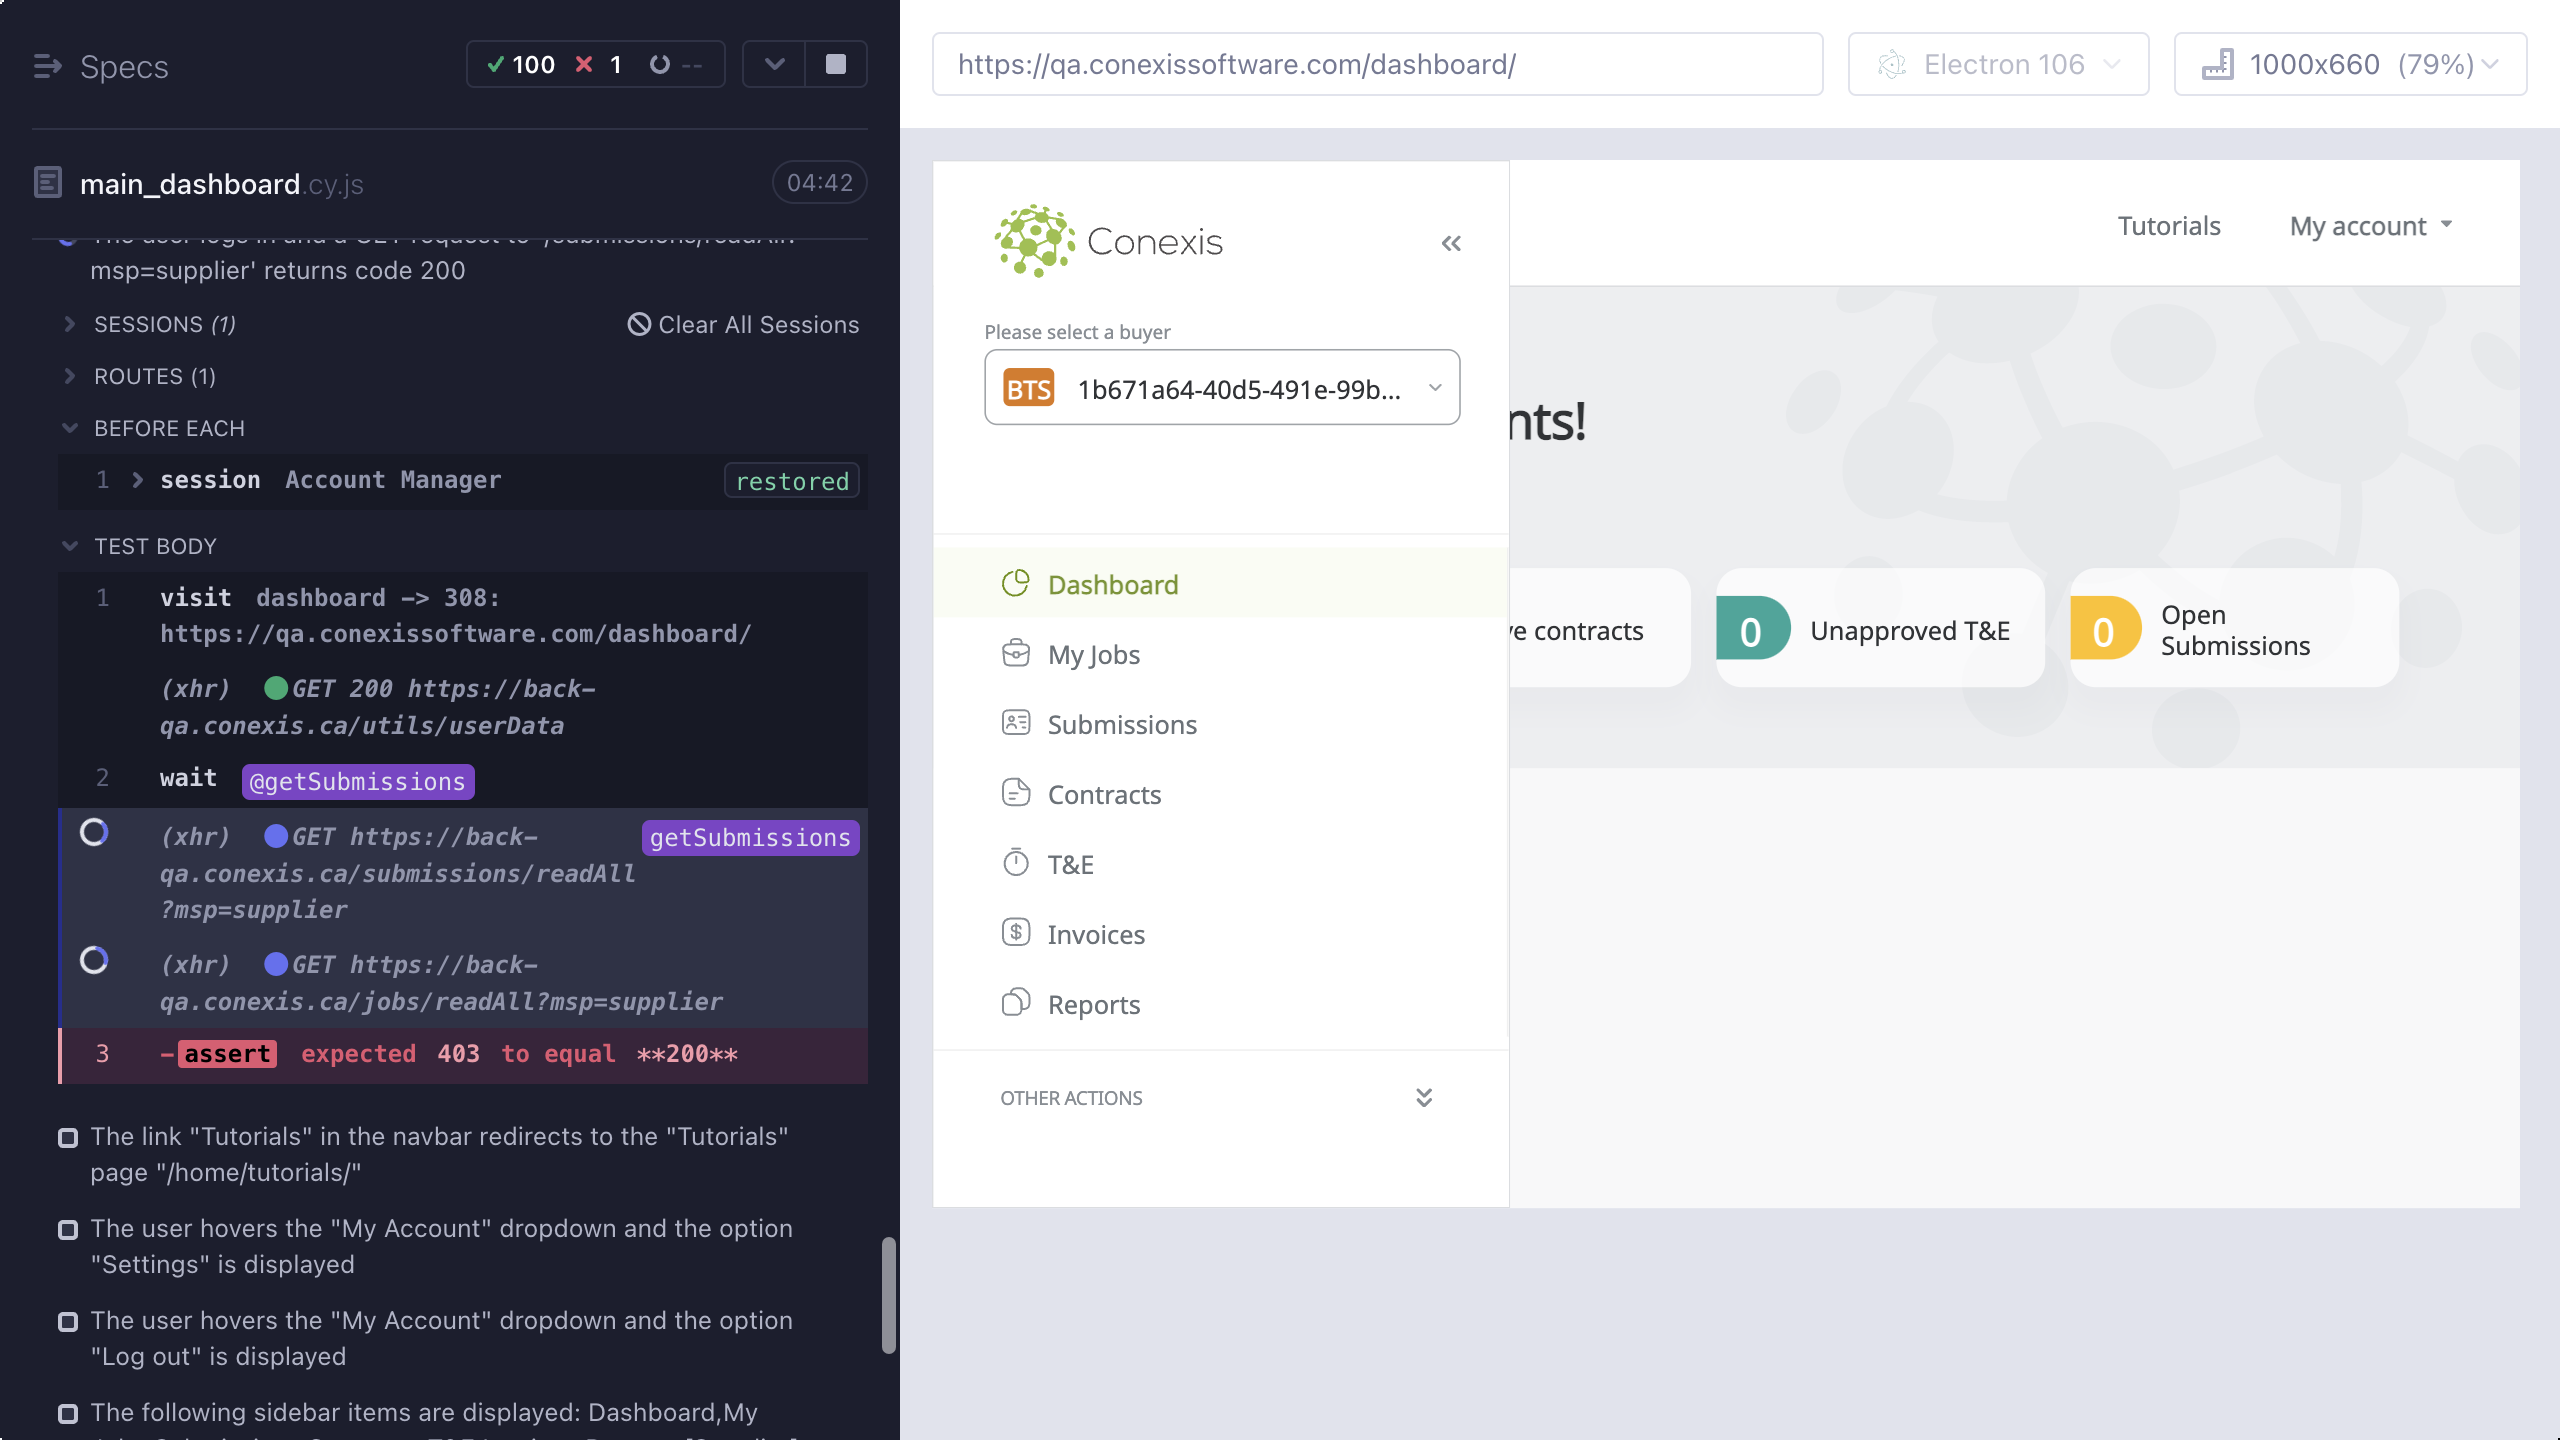 Specs
100
1
--
main_dashboard.cy.js
04:42
msp=supplier' returns code 200
SESSIONS (1)
Clear All Sessions
ROUTES (1)
BEFORE EACH
1 session Account Manager restored
TEST BODY
1 visit dashboard -> 308:
https://qa.conexissoftware.com/dashboard/
(xhr) GET 200 https://back-
qa.conexis.ca/utils/userData
2 wait @getSubmissions
(xhr) GET https://back- getSubmissions
qa.conexis.ca/submissions/readAll
?msp=supplier
(xhr) GET https://back-
qa.conexis.ca/jobs/readAll?msp=supplier
3 -assert expected 403 to equal **200**
The link "Tutorials" in the navbar redirects to the "Tutorials"
page "/home/tutorials/"
The user hovers the "My Account" dropdown and the option
"Settings" is displayed
The user hovers the "My Account" dropdown and the option
"Log out" is displayed
The following sidebar items are displayed: Dashboard,My
https://qa.conexissoftware.com/dashboard/
Electron 106
1000x660 (79%)
Conexis
Please select a buyer
BTS 1b671a64-40d5-491e-99b...
Dashboard
My Jobs
Submissions
Contracts
T&E
Invoices
Reports
OTHER ACTIONS
Tutorials
My account
nts!
contracts
0
Unapproved T&E
0
Open
Submissions